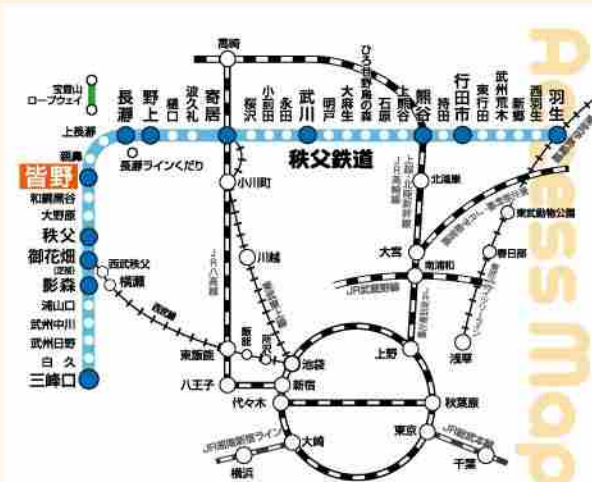 Access Map
高崎
宝登山
ロープウェイ
長瀞
野上
樋口
波久礼
寄居
桜沢
小前田
永田
武川
明戸
大麻生
ひろせ野鳥の森
石原
上熊谷
熊谷
持田
行田市
東行田
武州荒木
新郷
西羽生
羽生
上長瀞
長瀞ラインくだり
秩父鉄道
親鼻
皆野
和銅黒谷
大野原
秩父
御花畑
(芝桜)
影森
浦山口
武州中川
武州日野
白久
三峰口
西武秩父
横瀬
西武線
小川町
川越
JR八高線
上越・北陸新幹線
JR高崎線
北鴻巣
大宮
南浦和
JR武蔵野線
東武動物公園
春日部
浅草
東飯能
飯能
所沢
池袋
上野
八王子
新宿
代々木
秋葉原
東京
大崎
JR湘南新宿ライン
横浜
JR総武本線
千葉